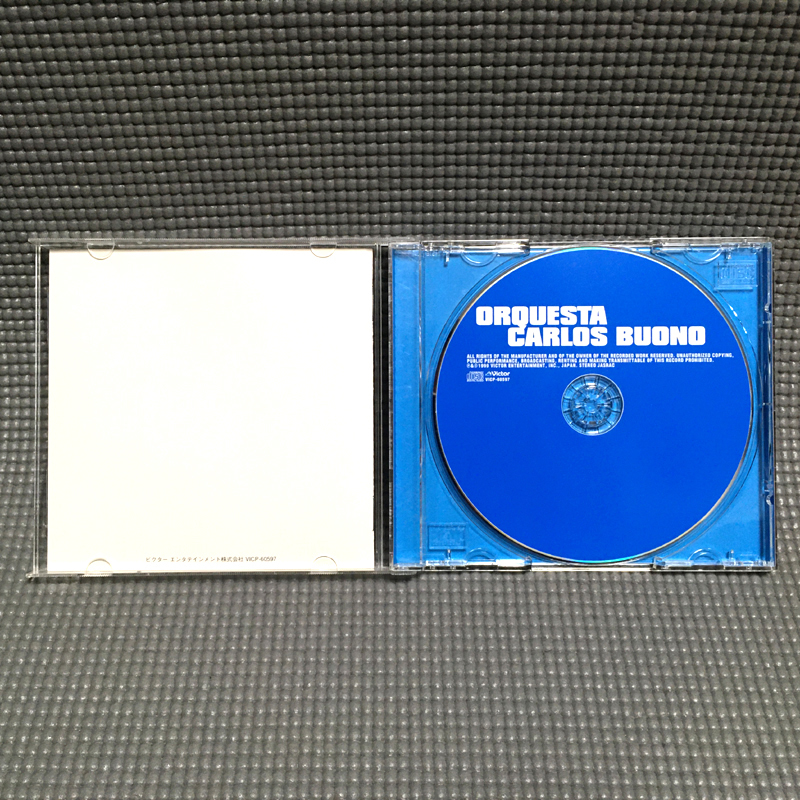 ORQUESTA
CARLOS BUONO
ALL RIGHTS OF THE MANUFACTURER AND OF THE OWNER OF THE RECORDED WORK RESERVED. UNAUTHORIZED COPYING,
PUBLIC PERFORMANCE, BROADCASTING, RENTING AND MAKING TRANSMITTABLE OF THIS RECORD PROHIBITED.
℗&©1999 VICTOR ENTERTAINMENT, INC., JAPAN. STEREO JASRAC
Victor
VICP-60597
ビクター エンタテインメント株式会社 VICP-60597